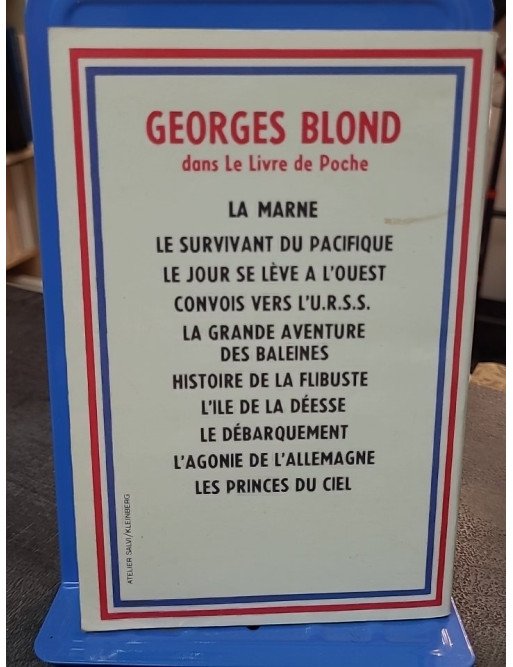 GEORGES BLOND
dans Le Livre de Poche
LA MARNE
LE SURVIVANT DU PACIFIQUE
LE JOUR SE LÈVE A L'OUEST
CONVOIS VERS L'U.R.S.S.
LA GRANDE AVENTURE
DES BALEINES
HISTOIRE DE LA FLIBUSTE
L'ILE DE LA DÉESSE
LE DÉBARQUEMENT
L'AGONIE DE L'ALLEMAGNE
LES PRINCES DU CIEL
ATELIER SALVI/KLEINBERG